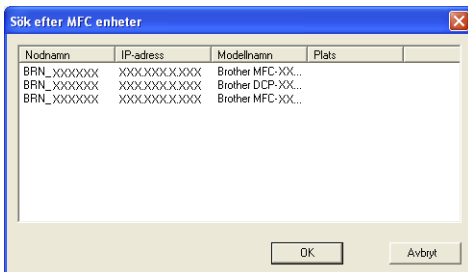 Sök efter MFC enheter
Nodnamn IP-adress Modellnamn Plats
BRN_XXXXXX XXX.XXX.X.XXX Brother MFC-XX...
BRN_XXXXXX XXX.XXX.X.XXX Brother DCP-XX...
BRN_XXXXXX XXX.XXX.X.XXX Brother MFC-XX...
OK Avbryt